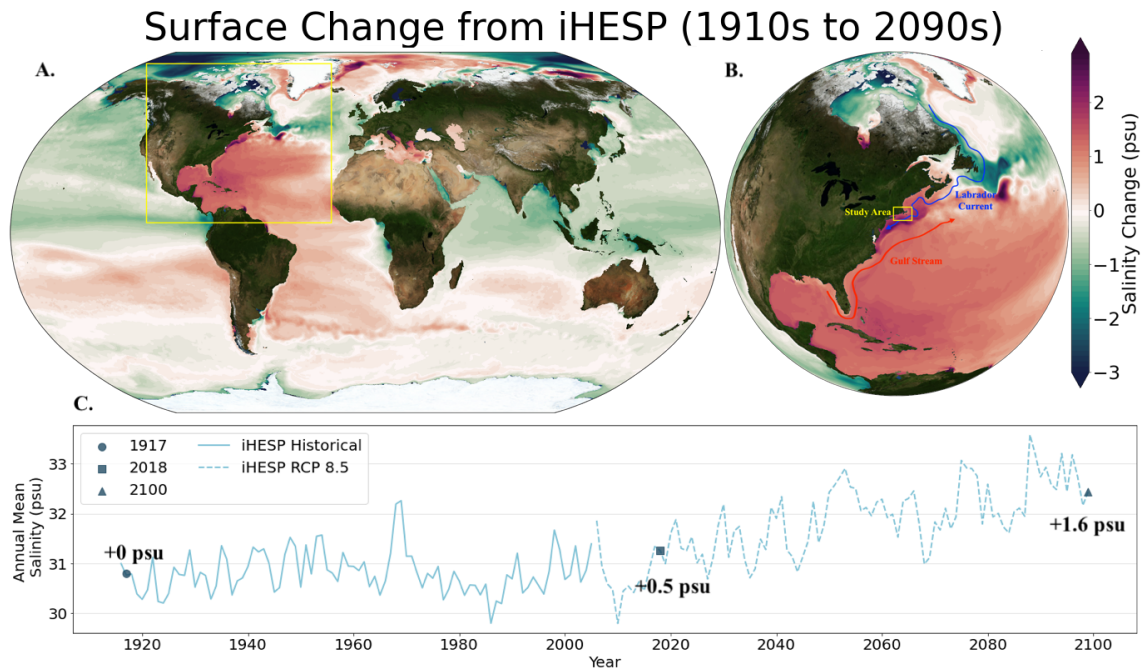 Surface Change from iHESP (1910s to 2090s)
A.
B.
Study Area
Labrador
Current
Gulf Stream
2
1
0
−1
−2
−3
Salinity Change (psu)
C.
1917
2018
2100
iHESP Historical
iHESP RCP 8.5
+0 psu
+0.5 psu
+1.6 psu
33
32
31
30
Annual Mean
Salinity (psu)
1920
1940
1960
1980
2000
2020
2040
2060
2080
2100
Year